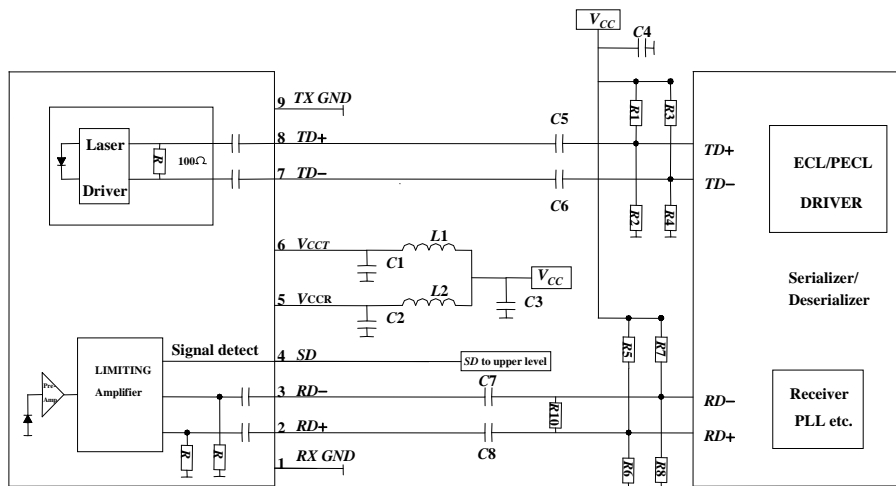 V_CC
C4
9 TX GND
C5
R1
R3
Laser
Driver
R
100Ω
8 TD+
TD+
ECL/PECL
DRIVER
7 TD−
TD−
C6
R2
R4
6 VCCT
L1
C1
V_CC
Serializer/
Deserializer
5 VCCR
L2
C2
C3
Signal detect
4 SD
SD to upper level
R5
R7
LIMITING
Amplifier
Pre-
Amp
C7
3 RD−
RD−
R10
Receiver
PLL etc.
2 RD+
RD+
C8
R
R
R6
R8
1 RX GND